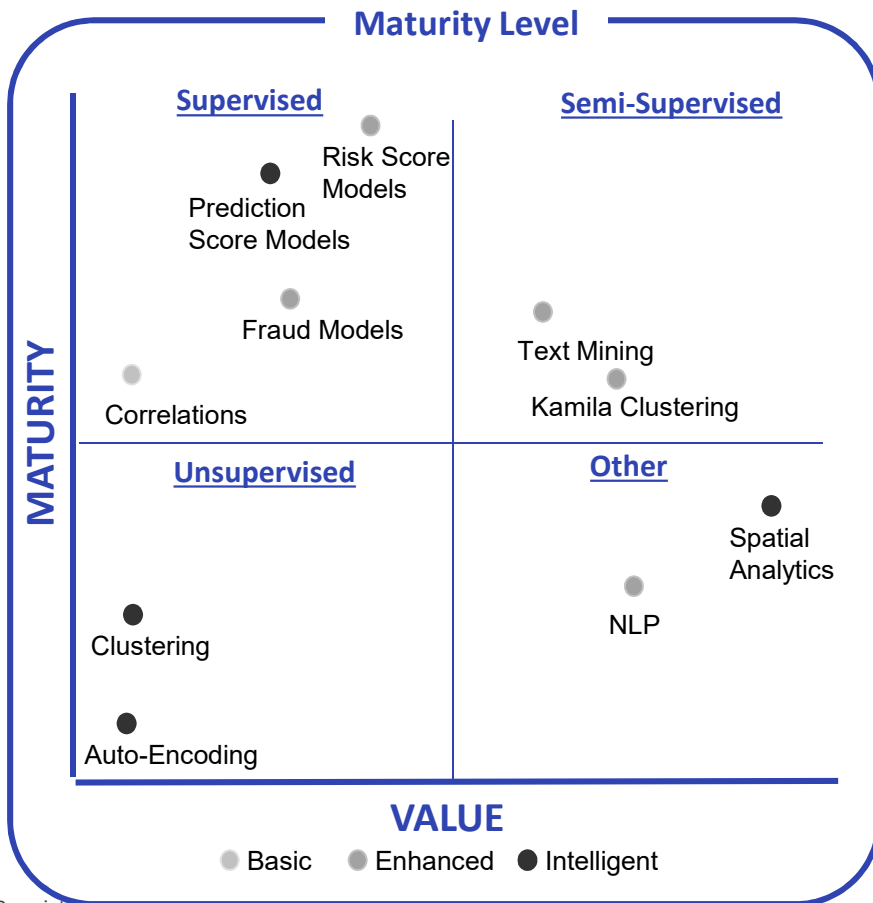 Maturity Level
Supervised
Semi-Supervised
Risk Score
Models
Prediction
Score Models
Fraud Models
Text Mining
Correlations
Kamila Clustering
MATURITY
Unsupervised
Other
Spatial
Analytics
NLP
Clustering
Auto-Encoding
VALUE
Basic
Enhanced
Intelligent